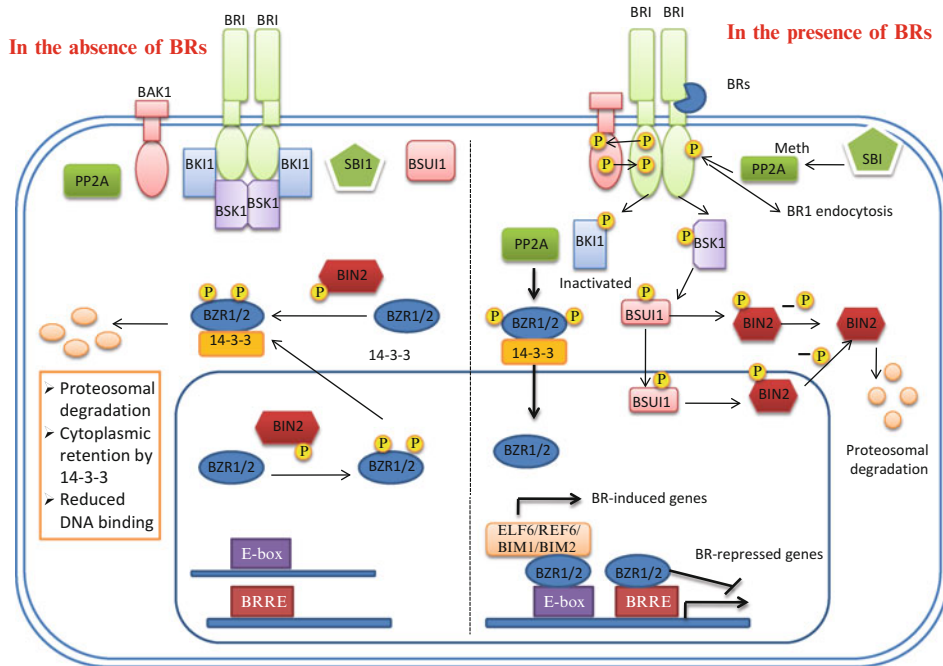 In the absence of BRs
BRI BRI
BAK1
PP2A
BKI1
BKI1
BSK1
BSK1
SBI1
BSUI1
P
BIN2
P P
BZR1/2
14-3-3
BZR1/2
14-3-3
➢ Proteosomal
degradation
➢ Cytoplasmic
retention by
14-3-3
➢ Reduced
DNA binding
BIN2
P
BZR1/2
P P
BZR1/2
E-box
BRRE
In the presence of BRs
BRI BRI
BRs
P P
P P
P
Meth
PP2A
SBI
BR1 endocytosis
PP2A
P
BKI1
Inactivated
P
BSK1
P P
BZR1/2
14-3-3
P
BSUI1
P
BIN2
–P
BIN2
–P
P
BSUI1
P
BIN2
Proteosomal
degradation
BZR1/2
BR-induced genes
ELF6/REF6/
BIM1/BIM2
BR-repressed genes
BZR1/2
BZR1/2
E-box
BRRE